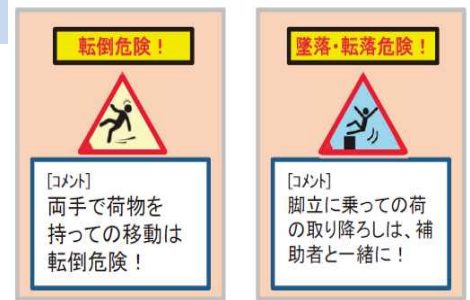 転倒危険！
[コメント]
両手で荷物を
持っての移動は
転倒危険！
墜落・転落危険！
[コメント]
脚立に乗っての荷
の取り降ろしは、補
助者と一緒に！